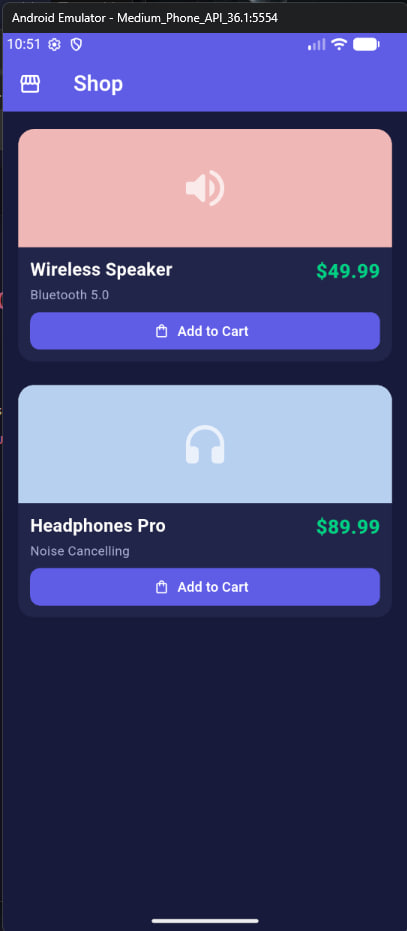 Android Emulator - Medium_Phone_API_36.1:5554
10:51
Shop
Wireless Speaker
$49.99
Bluetooth 5.0
Add to Cart
Headphones Pro
$89.99
Noise Cancelling
Add to Cart